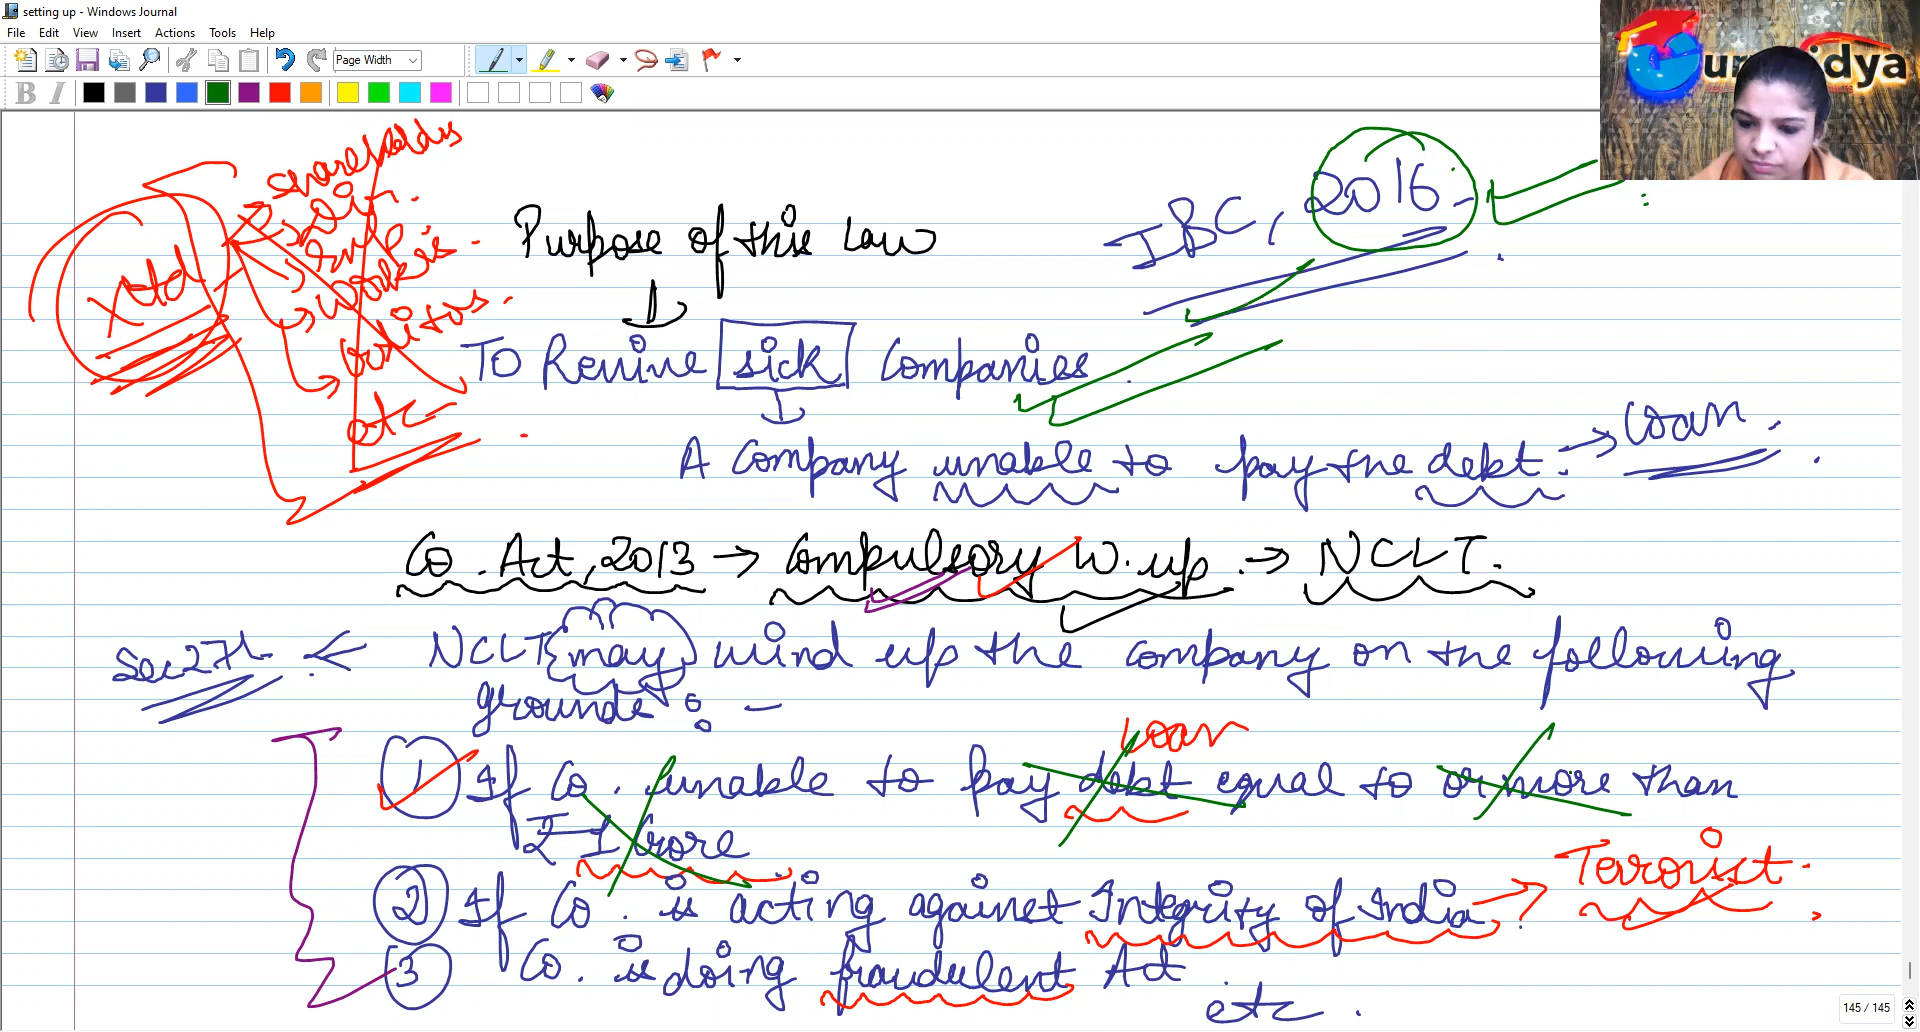 setting up - Windows Journal
File Edit View Insert Actions Tools Help
Page Width
B I
Purpose of this Law
IBC, 2016
X Ltd
Shareholders
Dir.
Emp
Workers.
Creditors.
etc
To Revive sick Companies
A Company unable to pay the debt. → Loan.
Co. Act, 2013 → Compulsory W. up → NCLT.
Sec 271 ← NCLT {may} wind up the company on the following
grounds :-
Loan
1 If Co. unable to pay debt equal to or more than
₹ 1 Crore
2 If Co. is acting against Integrity of India →
Terrorist.
3 Co. is doing fraudulent Act
etc.
145 / 145